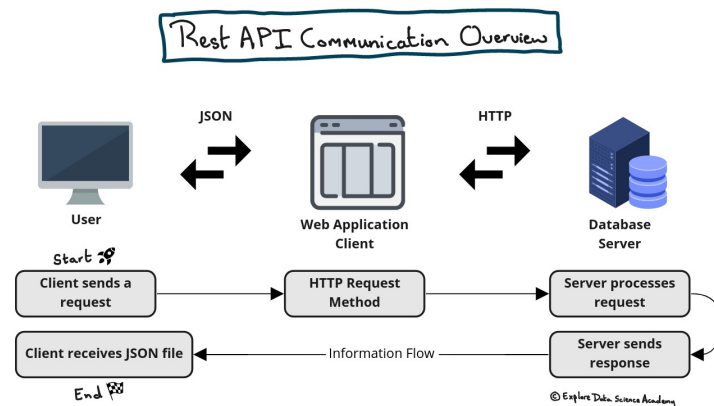 Rest API Communication Overview
JSON
HTTP
User
Web Application
Client
Database
Server
Start
Client sends a
request
HTTP Request
Method
Server processes
request
Client receives JSON file
Information Flow
Server sends
response
End
© Explore Data Science Academy